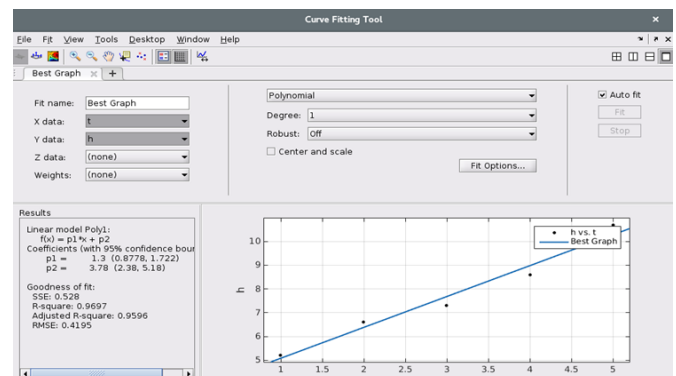 Curve Fitting Tool
File Fit View Tools Desktop Window Help
Best Graph
Fit name: Best Graph
X data: t
Y data: h
Z data: (none)
Weights: (none)
Polynomial
Degree: 1
Robust: Off
Center and scale
Fit Options...
Auto fit
Fit
Stop
Results
Linear model Poly1:
f(x) = p1*x + p2
Coefficients (with 95% confidence bour
p1 = 1.3 (0.8778, 1.722)
p2 = 3.78 (2.38, 5.18)
Goodness of fit:
SSE: 0.528
R-square: 0.9697
Adjusted R-square: 0.9596
RMSE: 0.4195
h vs. t
Best Graph
10
9
8
7
6
5
h
1 1.5 2 2.5 3 3.5 4 4.5 5